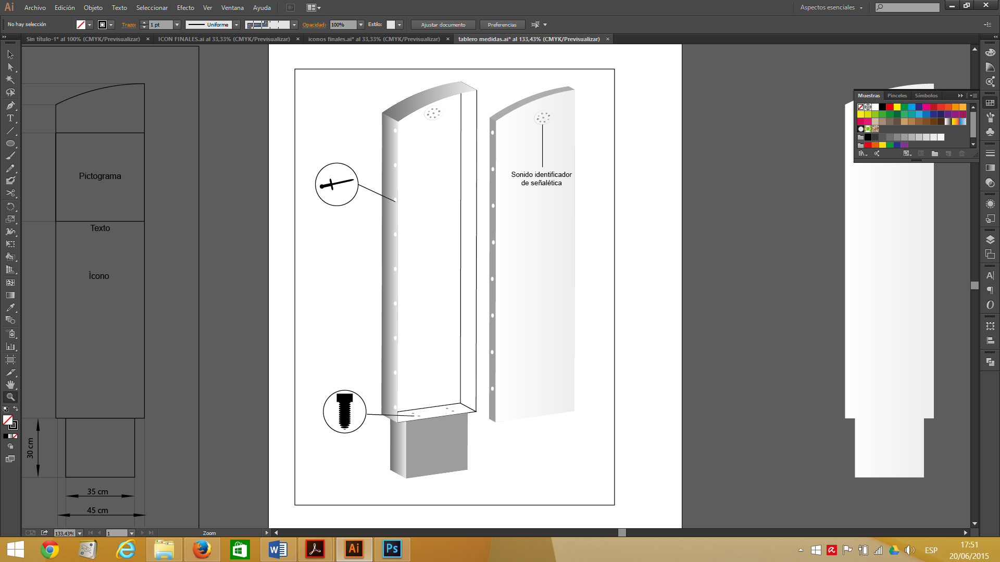 Ai Archivo Edición Objeto Texto Seleccionar Efecto Ver Ventana Ayuda Br Aspectos esenciales
No hay selección Trazo: 1 pt Uniforme Opacidad: 100% Estilo: Ajustar documento Preferencias
Sin título-1* al 100% (CMYK/Previsualizar) × ICON FINALES.ai al 33,33% (CMYK/Previsualizar) × iconos finales.ai* al 33,33% (CMYK/Previsualizar) × tablero medidas.ai* al 133,43% (CMYK/Previsualizar) ×
Muestras Pinceles Símbolos
Pictograma
Texto
Ìcono
30 cm
35 cm
45 cm
Sonido identificador
de señalética
133,43% 1 Zoom
W Ai Ps
ESP
17:51
20/06/2015